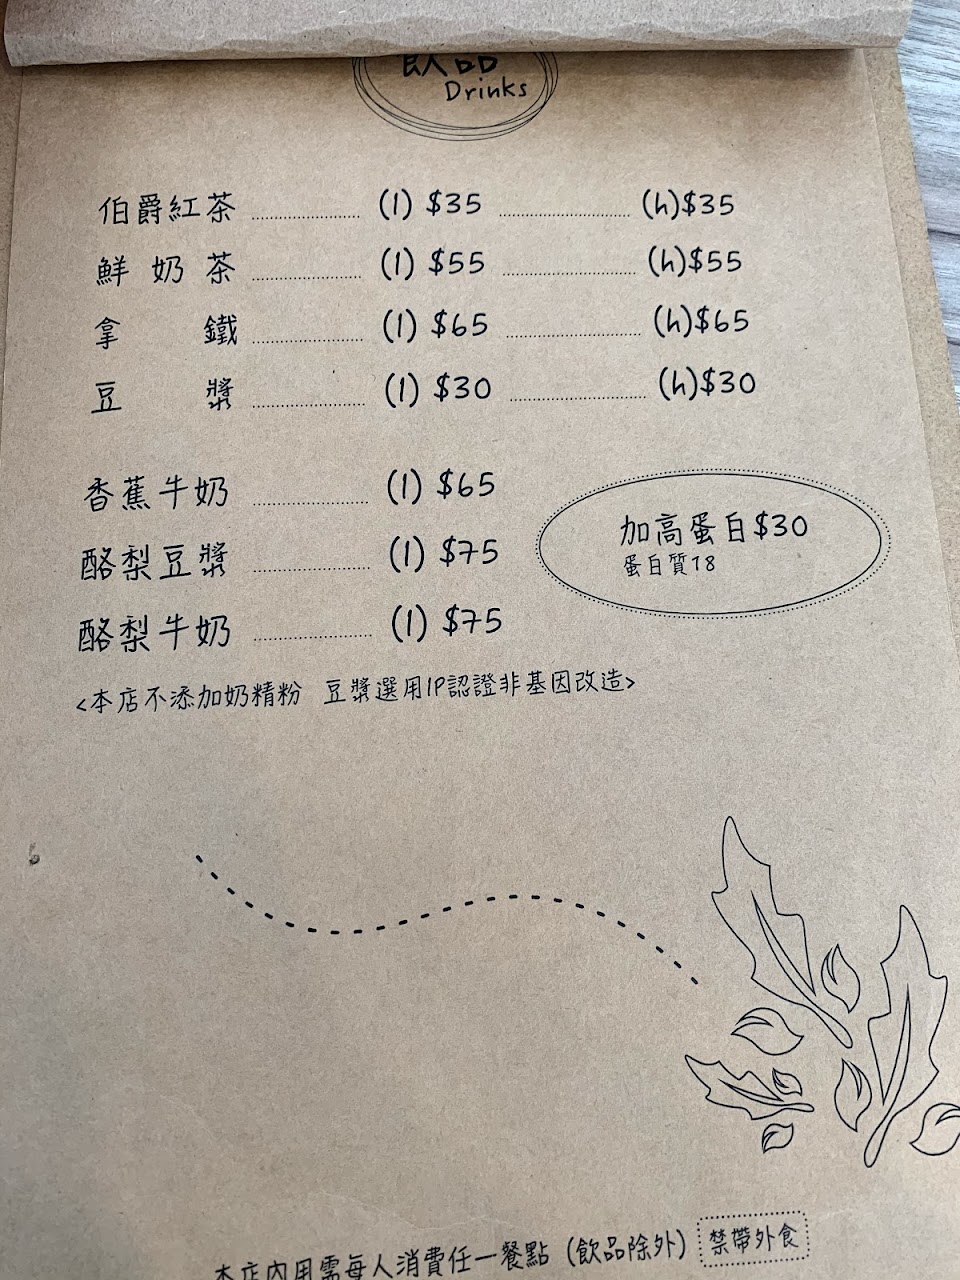 飲品
Drinks
伯爵紅茶 (l) $35 (h)$35
鮮奶茶 (l) $55 (h)$55
拿鐵 (l) $65 (h)$65
豆漿 (l) $30 (h)$30
香蕉牛奶 (l) $65
酪梨豆漿 (l) $75
酪梨牛奶 (l) $75
加高蛋白$30
蛋白質18
<本店不添加奶精粉 豆漿選用IP認證非基因改造>
本店內用需每人消費任一餐點 (飲品除外) 禁帶外食